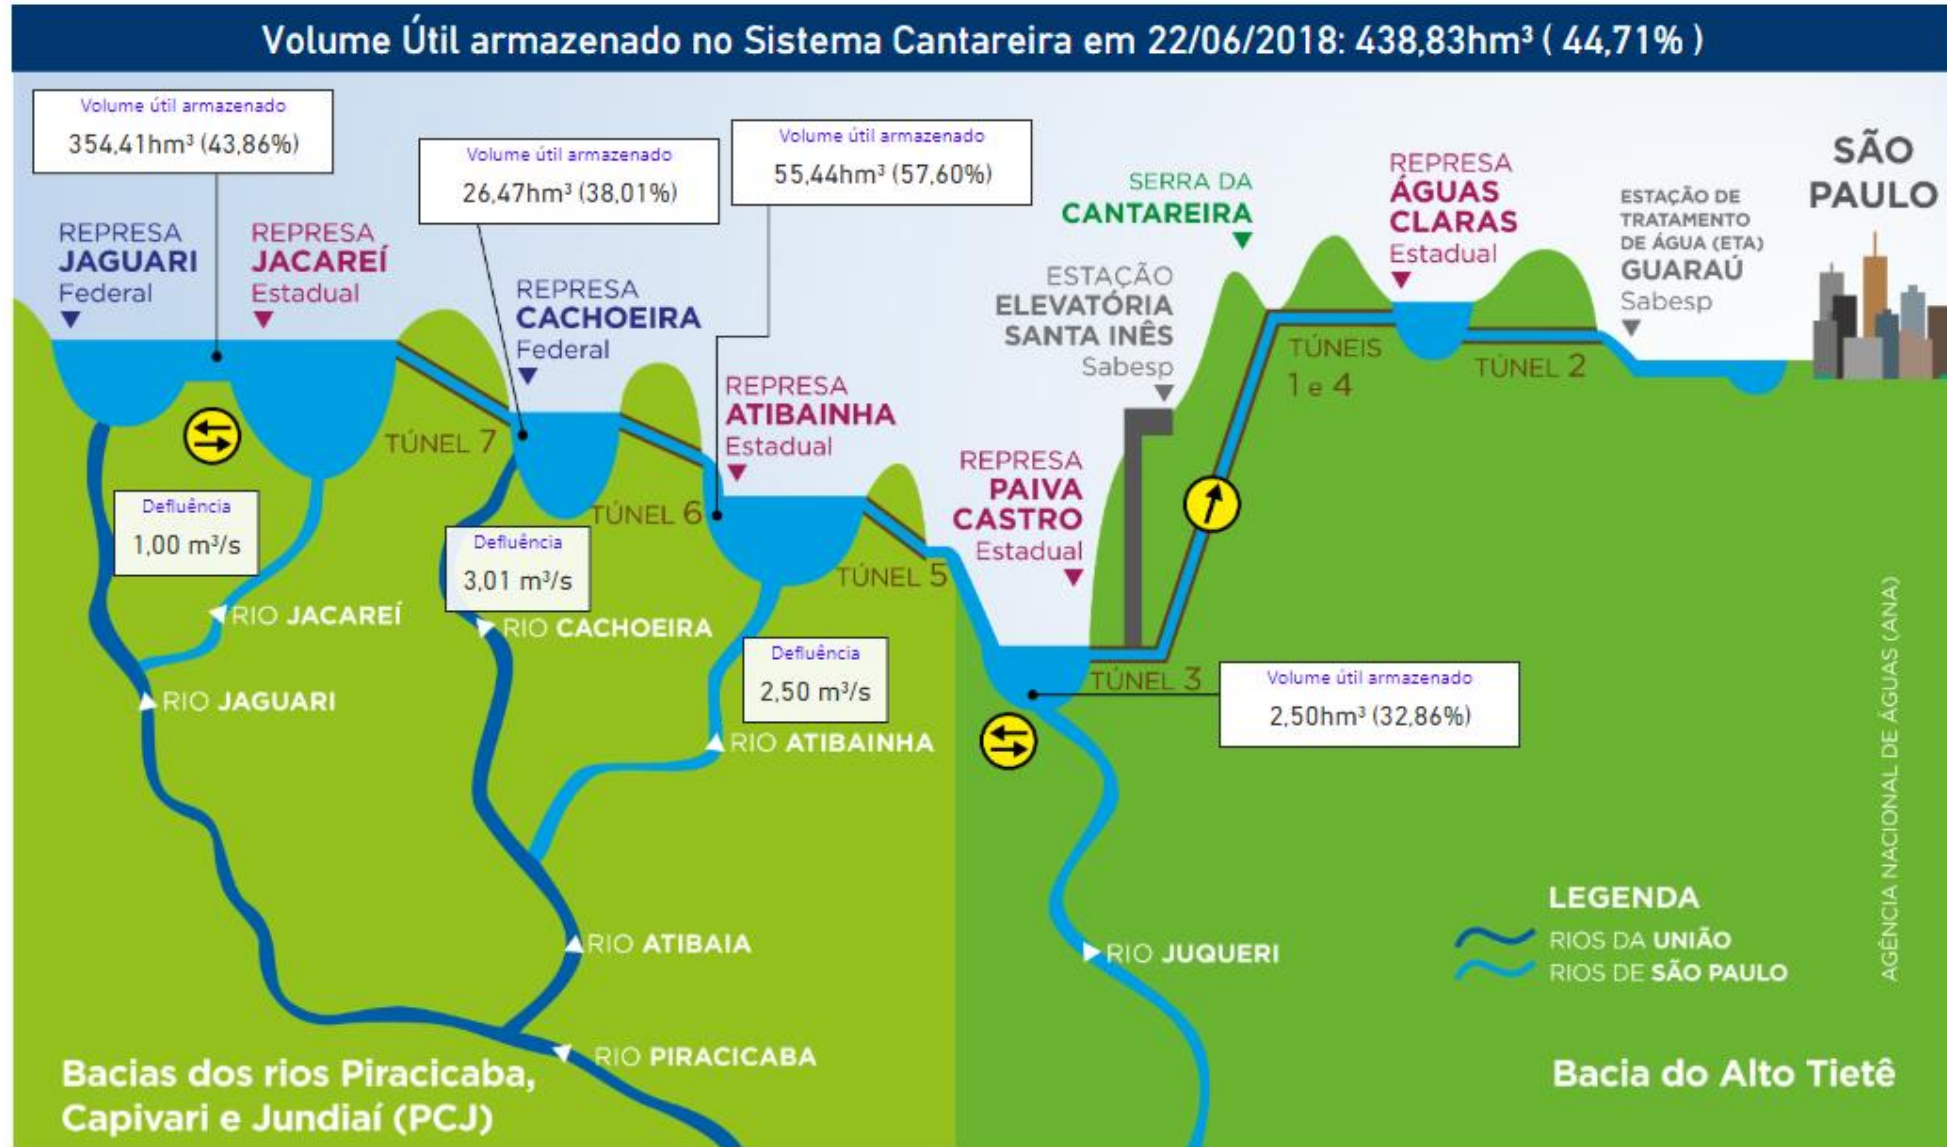 Volume Útil armazenado no Sistema Cantareira em 22/06/2018: 438,83hm³ ( 44,71% )
Volume útil armazenado
354,41hm³ (43,86%)
Volume útil armazenado
26,47hm³ (38,01%)
Volume útil armazenado
55,44hm³ (57,60%)
REPRESA
JAGUARI
Federal
REPRESA
JACAREÍ
Estadual
REPRESA
CACHOEIRA
Federal
REPRESA
ATIBAINHA
Estadual
SERRA DA
CANTAREIRA
ESTAÇÃO
ELEVATÓRIA
SANTA INÊS
Sabesp
REPRESA
ÁGUAS
CLARAS
Estadual
ESTAÇÃO DE
TRATAMENTO
DE ÁGUA (ETA)
GUARAÚ
Sabesp
SÃO
PAULO
TÚNEL 7
TÚNEL 6
TÚNEL 5
REPRESA
PAIVA
CASTRO
Estadual
TÚNEIS
1 e 4
TÚNEL 2
TÚNEL 3
Defluência
1,00 m³/s
Defluência
3,01 m³/s
Defluência
2,50 m³/s
Volume útil armazenado
2,50hm³ (32,86%)
RIO JACAREÍ
RIO CACHOEIRA
RIO JAGUARI
RIO ATIBAINHA
RIO ATIBAIA
RIO JUQUERI
RIO PIRACICABA
LEGENDA
RIOS DA UNIÃO
RIOS DE SÃO PAULO
AGÊNCIA NACIONAL DE ÁGUAS (ANA)
Bacias dos rios Piracicaba,
Capivari e Jundiaí (PCJ)
Bacia do Alto Tietê